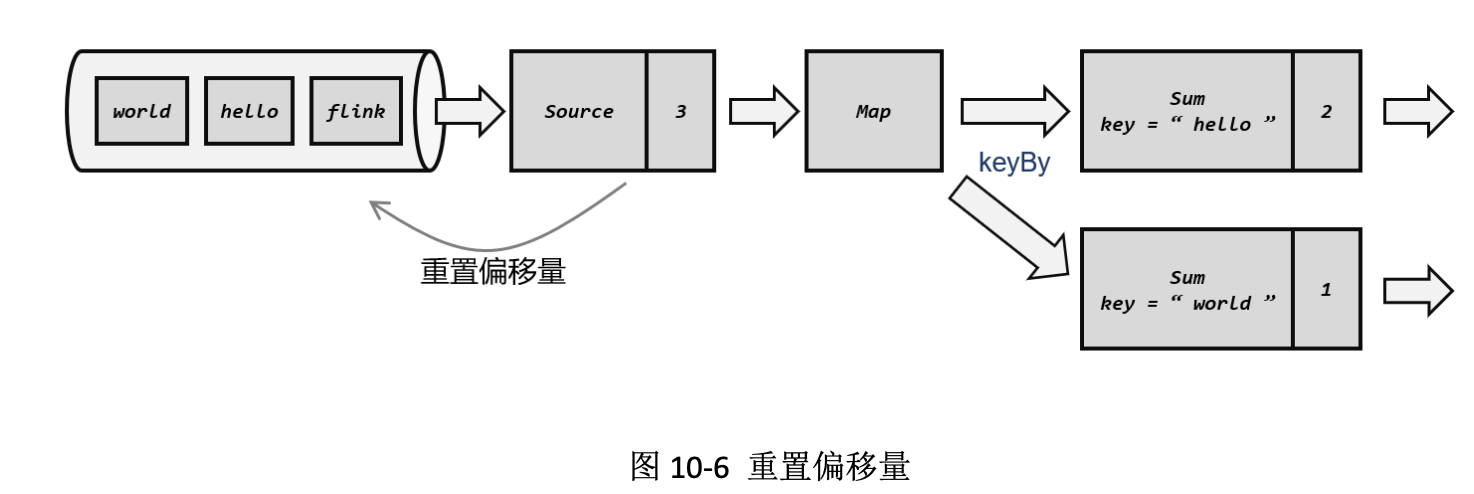 world
hello
flink
Source
3
Map
Sum
key = “ hello ”
2
keyBy
重置偏移量
Sum
key = “ world ”
1
图 10-6 重置偏移量